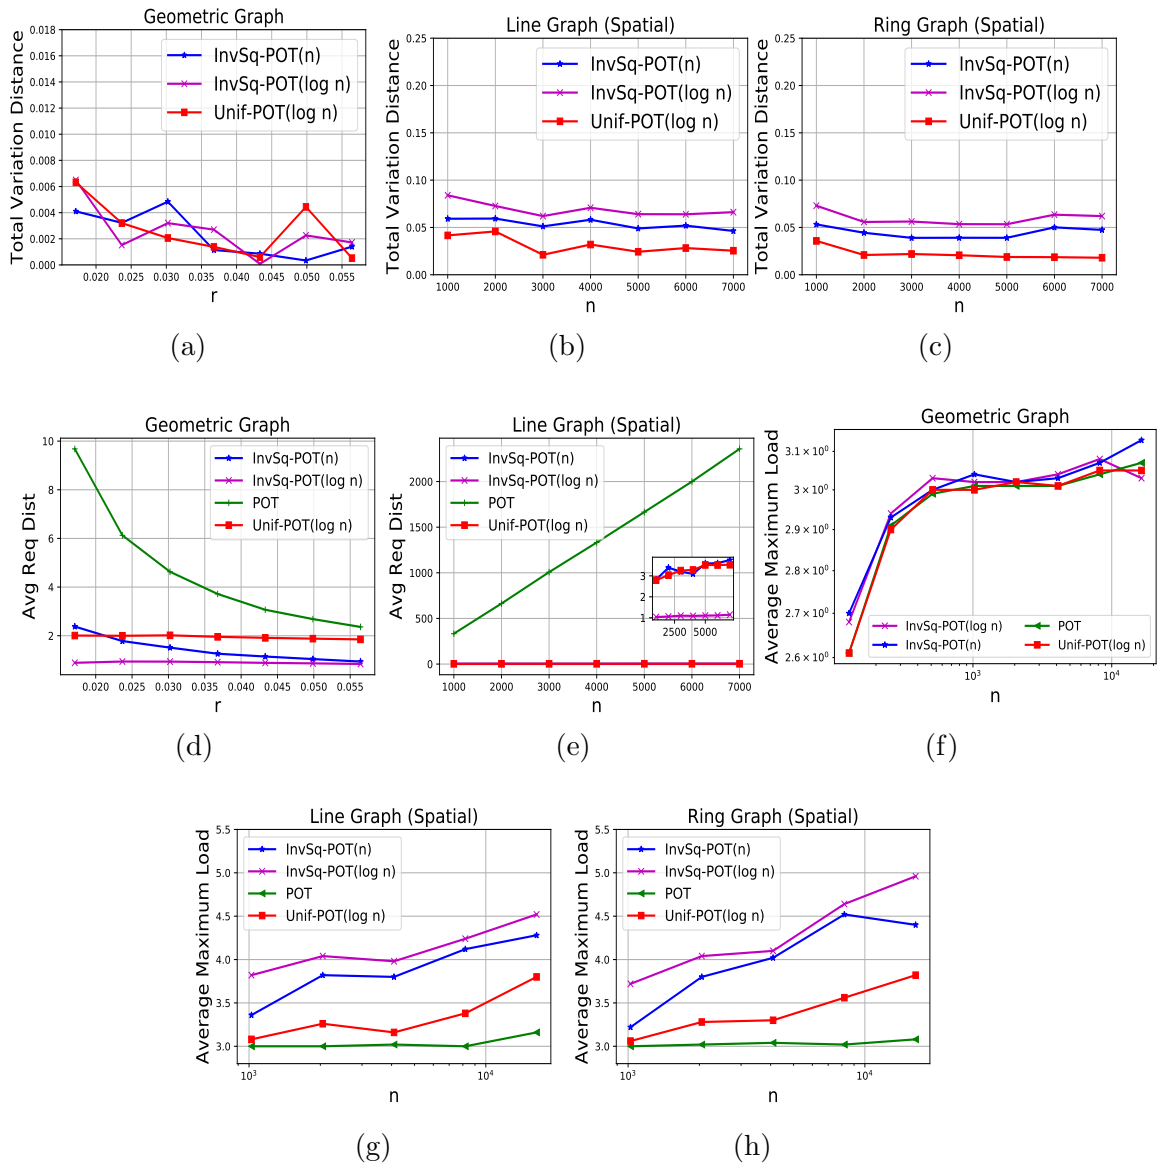 Geometric Graph
Total Variation Distance
0.018
0.016
0.014
0.012
0.010
0.008
0.006
0.004
0.002
0.000
InvSq-POT(n)
InvSq-POT(log n)
Unif-POT(log n)
0.020 0.025 0.030 0.035 0.040 0.045 0.050 0.055
r
(a)
Line Graph (Spatial)
Total Variation Distance
0.25
0.20
0.15
0.10
0.05
0.00
InvSq-POT(n)
InvSq-POT(log n)
Unif-POT(log n)
1000 2000 3000 4000 5000 6000 7000
n
(b)
Ring Graph (Spatial)
Total Variation Distance
0.25
0.20
0.15
0.10
0.05
0.00
InvSq-POT(n)
InvSq-POT(log n)
Unif-POT(log n)
1000 2000 3000 4000 5000 6000 7000
n
(c)
Geometric Graph
Avg Req Dist
10
8
6
4
2
InvSq-POT(n)
InvSq-POT(log n)
POT
Unif-POT(log n)
0.020 0.025 0.030 0.035 0.040 0.045 0.050 0.055
r
(d)
Line Graph (Spatial)
Avg Req Dist
2000
1500
1000
500
0
InvSq-POT(n)
InvSq-POT(log n)
POT
Unif-POT(log n)
3
2
1
2500 5000
1000 2000 3000 4000 5000 6000 7000
n
(e)
Geometric Graph
Average Maximum Load
3.1 × 10⁰
3 × 10⁰
2.9 × 10⁰
2.8 × 10⁰
2.7 × 10⁰
2.6 × 10⁰
InvSq-POT(log n) POT
InvSq-POT(n) Unif-POT(log n)
10³ 10⁴
n
(f)
Line Graph (Spatial)
Average Maximum Load
5.5
5.0
4.5
4.0
3.5
3.0
InvSq-POT(n)
InvSq-POT(log n)
POT
Unif-POT(log n)
10³ 10⁴
n
(g)
Ring Graph (Spatial)
Average Maximum Load
5.5
5.0
4.5
4.0
3.5
3.0
InvSq-POT(n)
InvSq-POT(log n)
POT
Unif-POT(log n)
10³ 10⁴
n
(h)